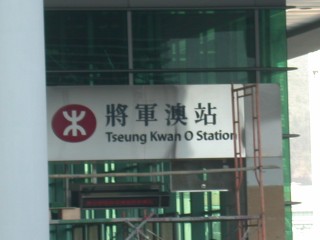 將軍澳站
Tseung Kwan O Station